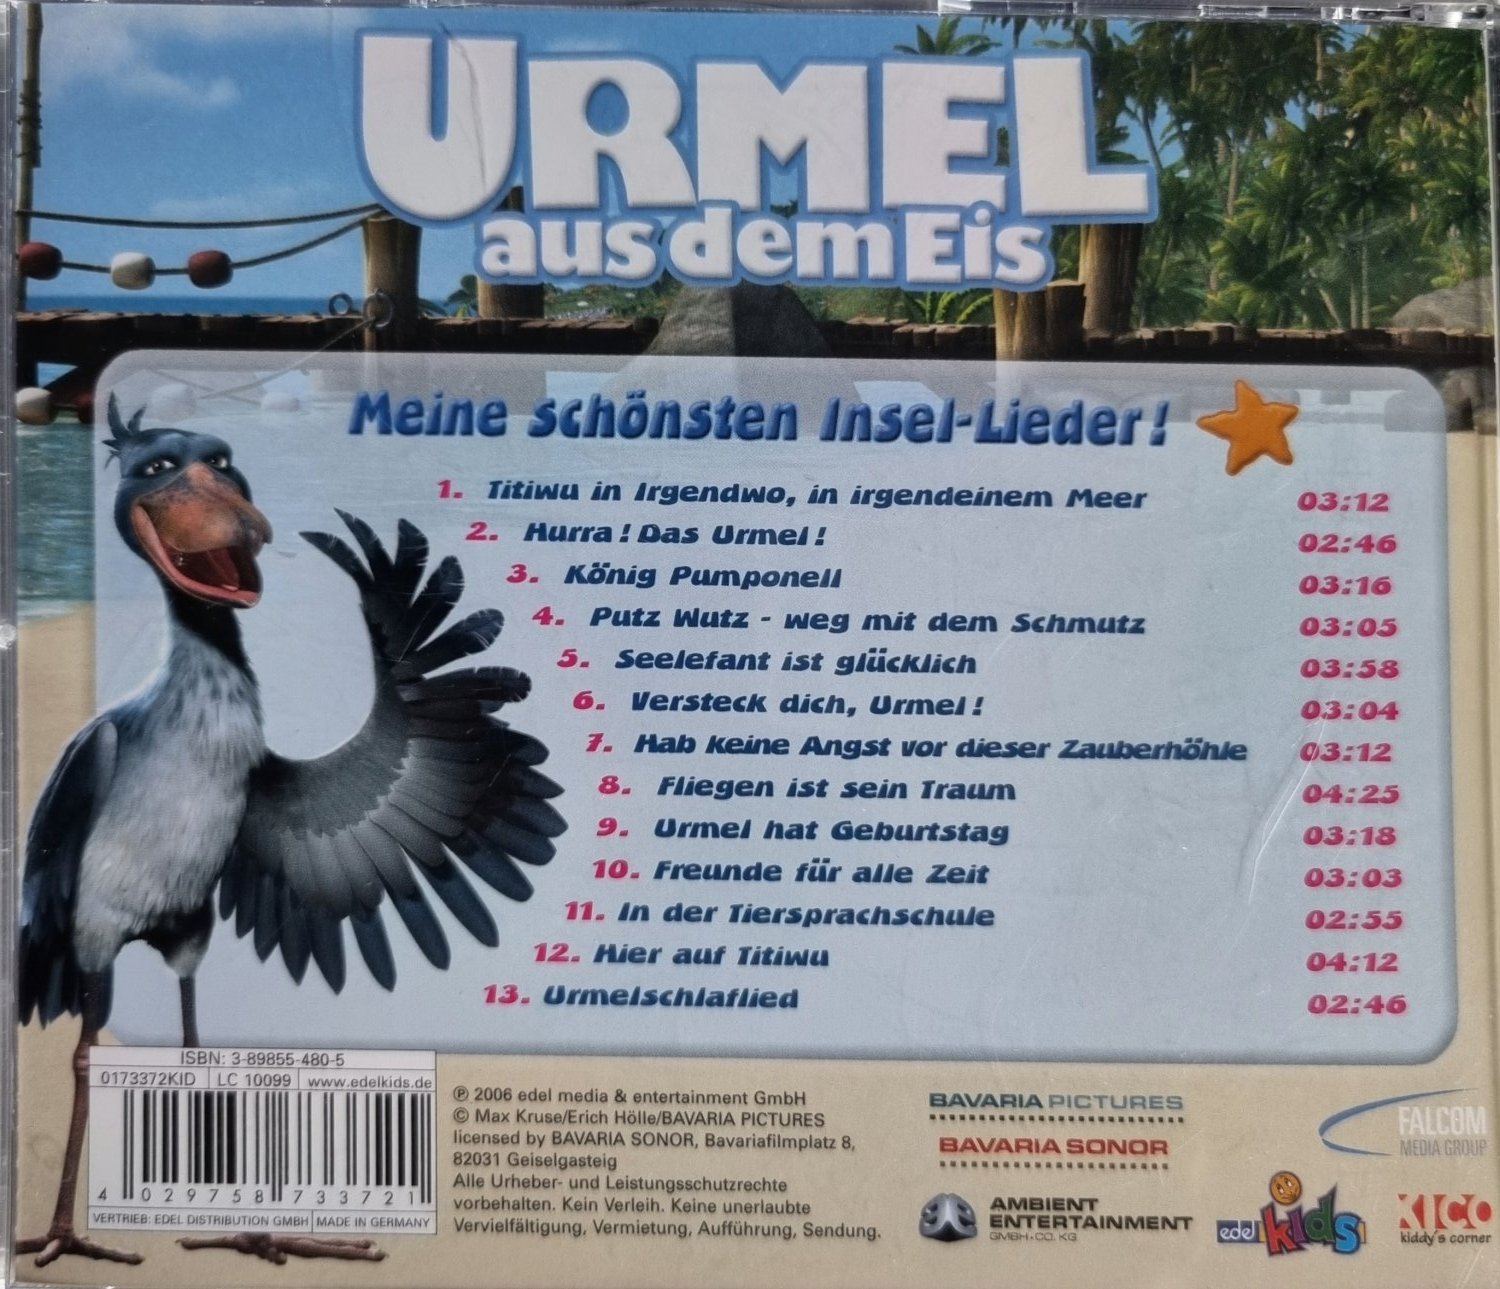 URMEL
aus dem Eis
Meine schönsten Insel-Lieder!
1. Titiwu in Irgendwo, in irgendeinem Meer 03:12
2. Hurra! Das Urmel! 02:46
3. König Pumponell 03:16
4. Putz Wutz - weg mit dem Schmutz 03:05
5. Seelefant ist glücklich 03:58
6. Versteck dich, Urmel! 03:04
7. Hab keine Angst vor dieser Zauberhöhle 03:12
8. Fliegen ist sein Traum 04:25
9. Urmel hat Geburtstag 03:18
10. Freunde für alle Zeit 03:03
11. In der Tiersprachschule 02:55
12. Hier auf Titiwu 04:12
13. Urmelschlaflied 02:46
ISBN: 3-89855-480-5
0173372KID LC 10099 www.edelkids.de
4 029758 733721
VERTRIEB: EDEL DISTRIBUTION GMBH MADE IN GERMANY
℗ 2006 edel media & entertainment GmbH
© Max Kruse/Erich Hölle/BAVARIA PICTURES
licensed by BAVARIA SONOR, Bavariafilmplatz 8,
82031 Geiselgasteig
Alle Urheber- und Leistungsschutzrechte
vorbehalten. Kein Verleih. Keine unerlaubte
Vervielfältigung, Vermietung, Aufführung, Sendung.
BAVARIA PICTURES
BAVARIA SONOR
AMBIENT
ENTERTAINMENT
GMBH+CO. KG
FALCOM
MEDIA GROUP
edel kids
KICO
kiddy's corner